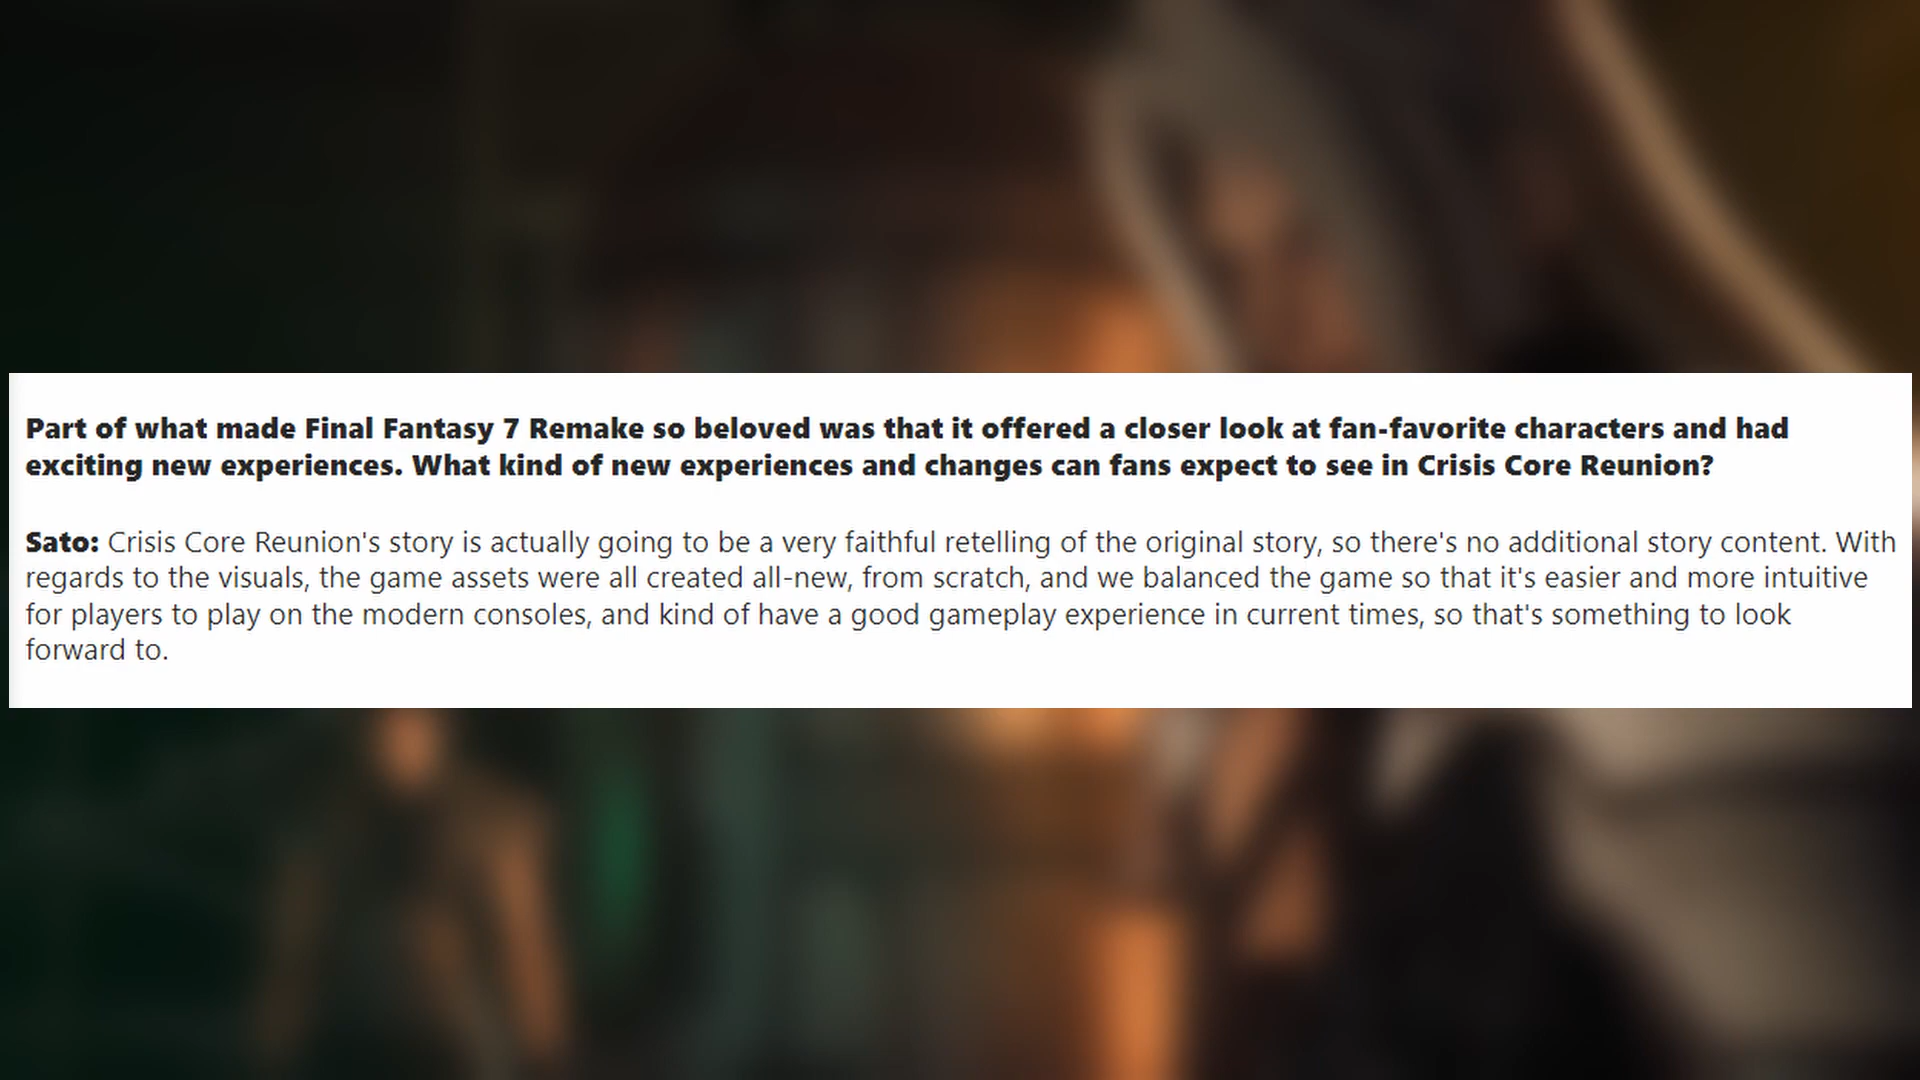 Part of what made Final Fantasy 7 Remake so beloved was that it offered a closer look at fan-favorite characters and had
exciting new experiences. What kind of new experiences and changes can fans expect to see in Crisis Core Reunion?
Sato: Crisis Core Reunion's story is actually going to be a very faithful retelling of the original story, so there's no additional story content. With
regards to the visuals, the game assets were all created all-new, from scratch, and we balanced the game so that it's easier and more intuitive
for players to play on the modern consoles, and kind of have a good gameplay experience in current times, so that's something to look
forward to.